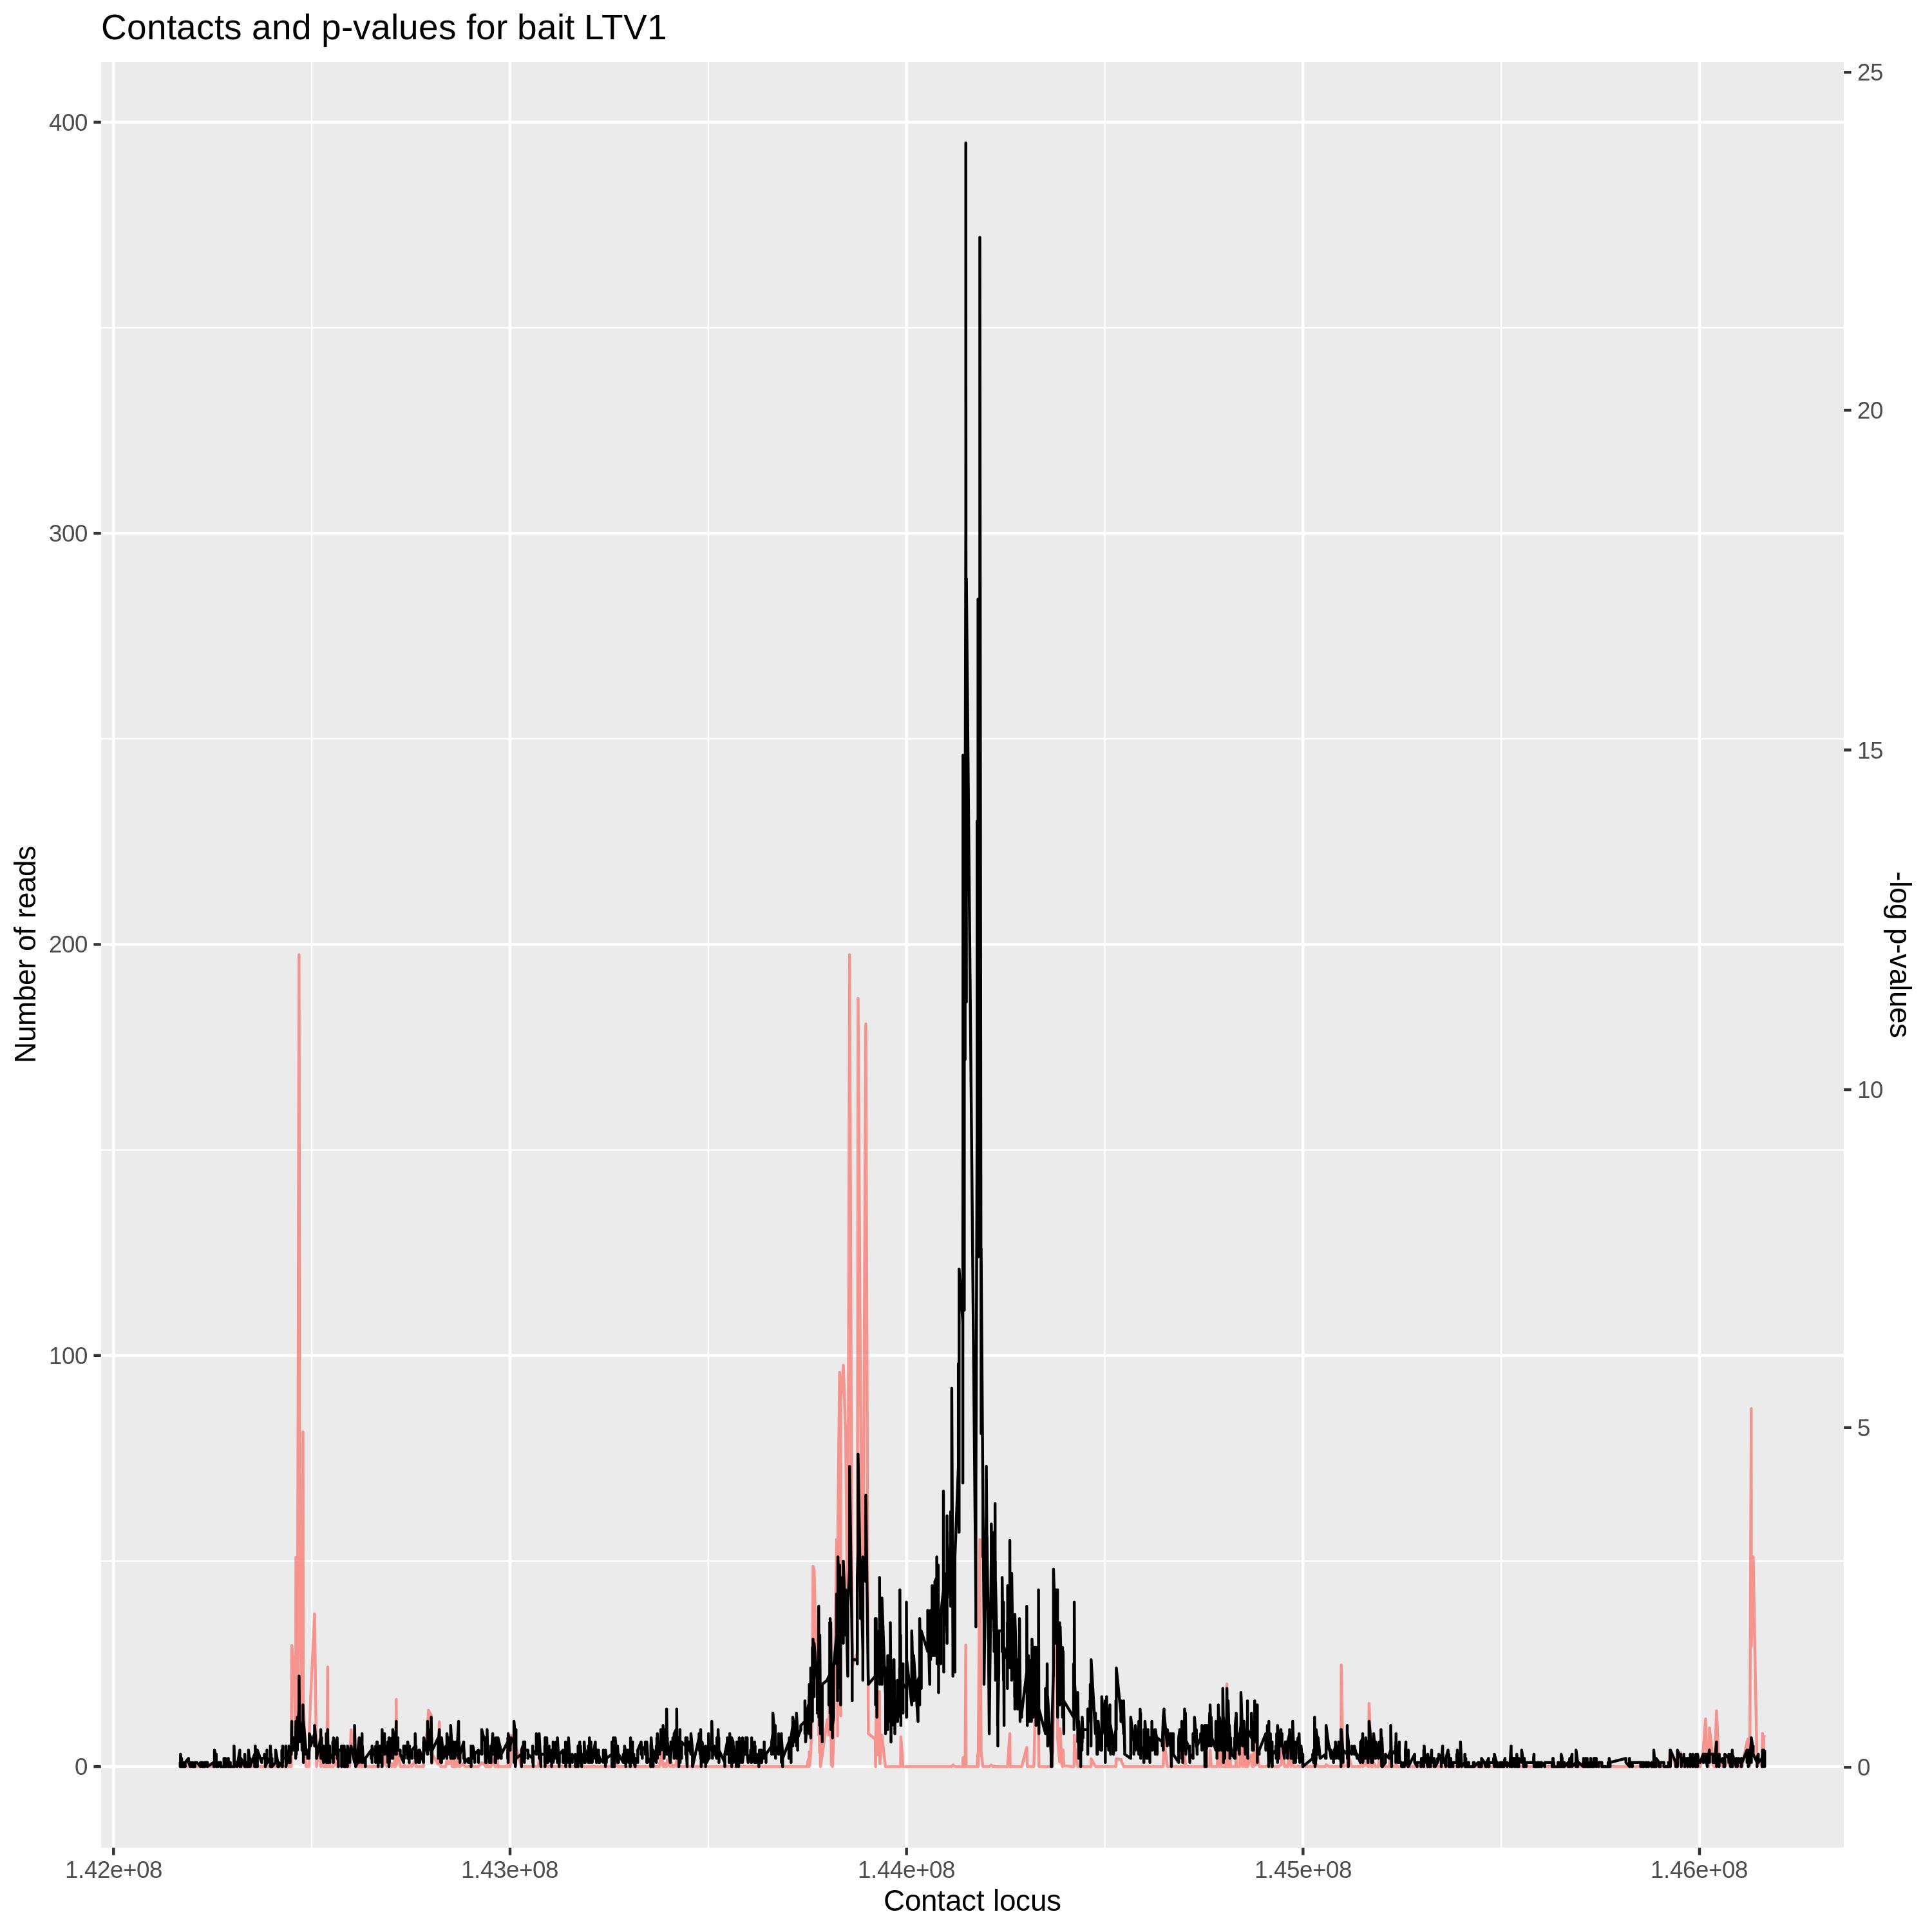 Contacts and p-values for bait LTV1
400
300
200
100
0
Number of reads
25
20
15
10
5
0
-log p-values
1.42e+08
1.43e+08
1.44e+08
1.45e+08
1.46e+08
Contact locus